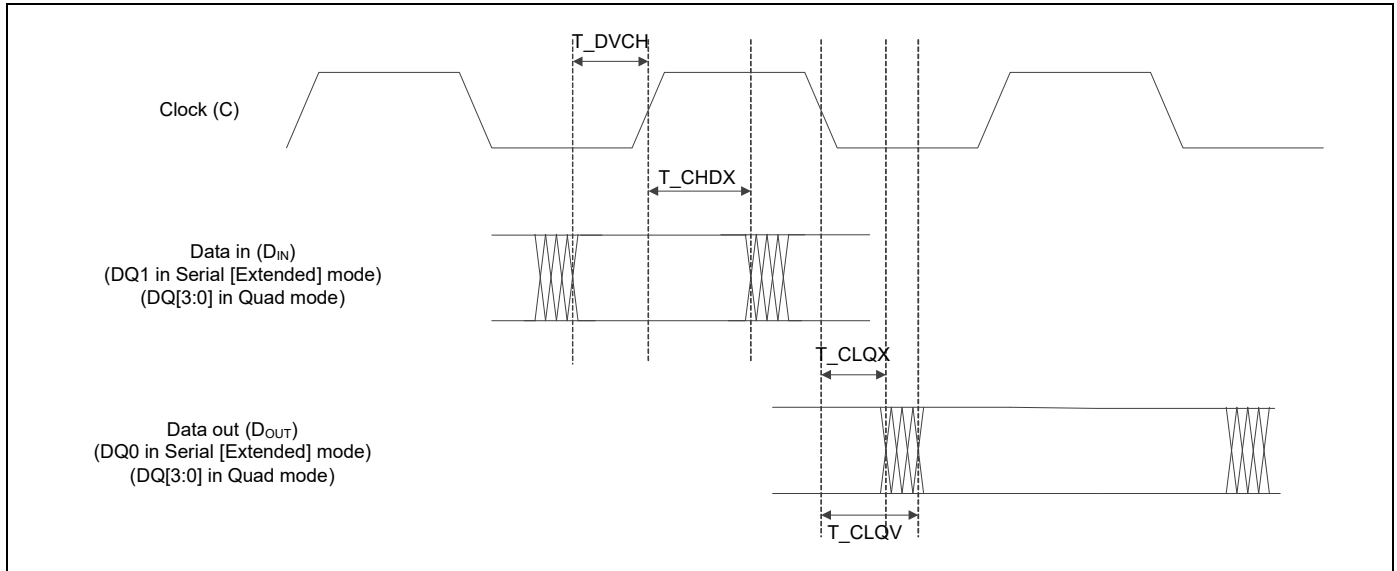 T_DVCH
Clock (C)
T_CHDX
Data in (DIN)
(DQ1 in Serial [Extended] mode)
(DQ[3:0] in Quad mode)
T_CLQX
Data out (DOUT)
(DQ0 in Serial [Extended] mode)
(DQ[3:0] in Quad mode)
T_CLQV